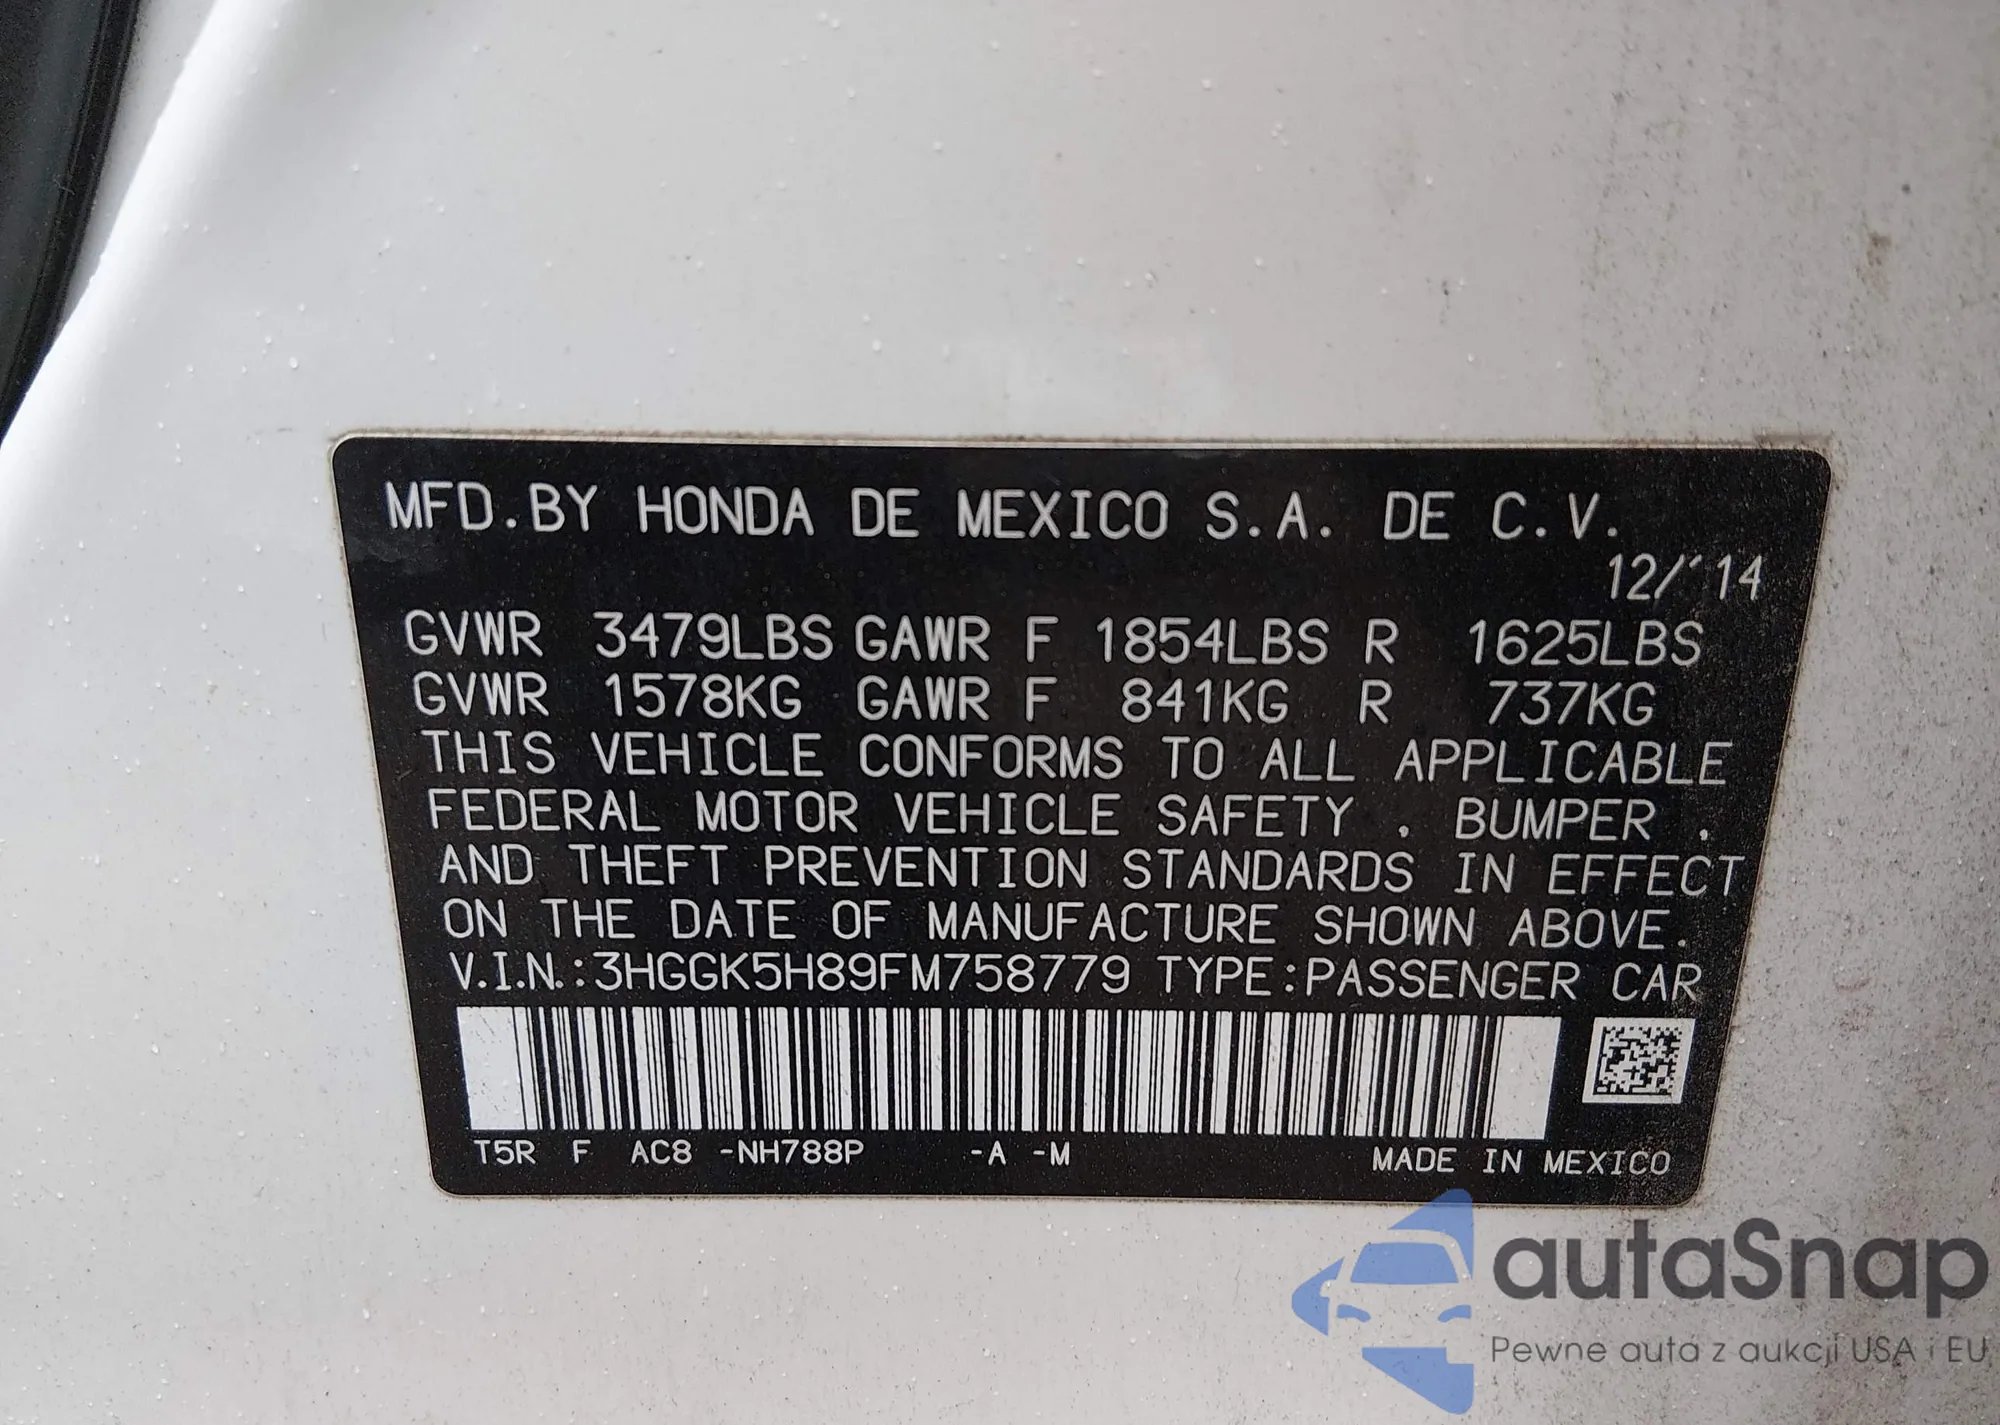 MFD.BY HONDA DE MEXICO S.A. DE C.V.
12/'14
GVWR 3479LBS GAWR F 1854LBS R 1625LBS
GVWR 1578KG GAWR F 841KG R 737KG
THIS VEHICLE CONFORMS TO ALL APPLICABLE
FEDERAL MOTOR VEHICLE SAFETY , BUMPER ,
AND THEFT PREVENTION STANDARDS IN EFFECT
ON THE DATE OF MANUFACTURE SHOWN ABOVE.
V.I.N.:3HGGK5H89FM758779 TYPE:PASSENGER CAR
T5R F AC8 -NH788P -A -M MADE IN MEXICO
autaSnap
Pewne auta z aukcji USA i EU